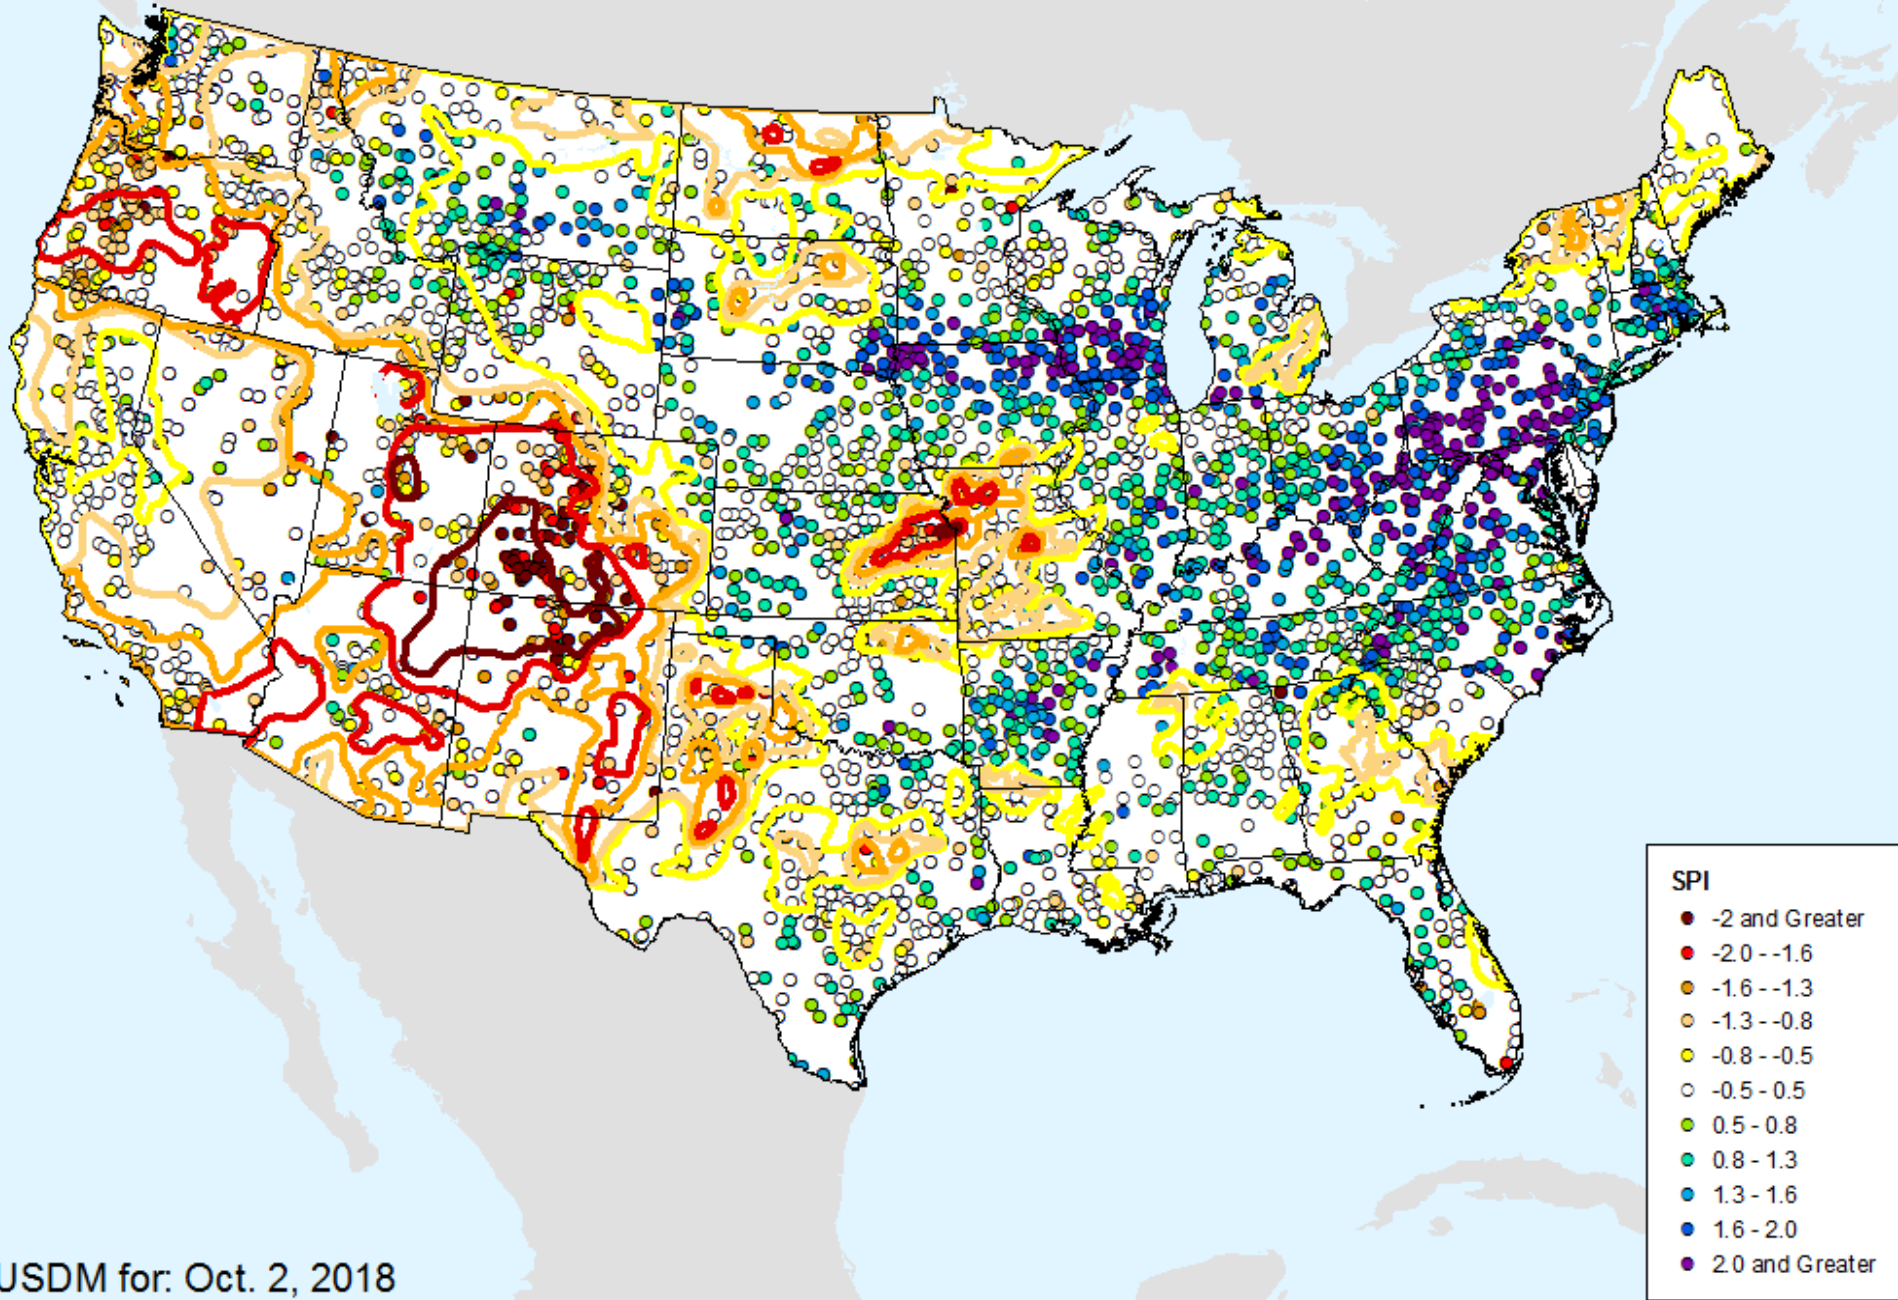 SPI
-2 and Greater
-2.0 - -1.6
-1.6 - -1.3
-1.3 - -0.8
-0.8 - -0.5
-0.5 - 0.5
0.5 - 0.8
0.8 - 1.3
1.3 - 1.6
1.6 - 2.0
2.0 and Greater
USDM for: Oct. 2, 2018